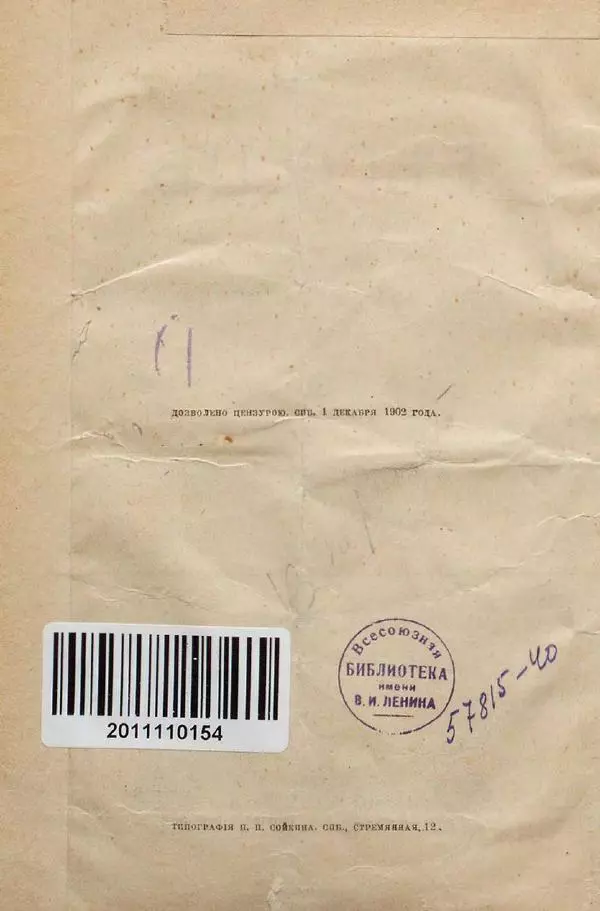 ДОЗВОЛЕНО ЦЕНЗУРОЮ. СПБ. 1 ДЕКАБРЯ 1902 ГОДА.
Всесоюзная
БИБЛИОТЕКА
имени
В. И. ЛЕНИНА
57815-40
2011110154
ТИПОГРАФІЯ П. П. СОЙКИНА. СПБ., СТРЕМЯННАЯ, 12.